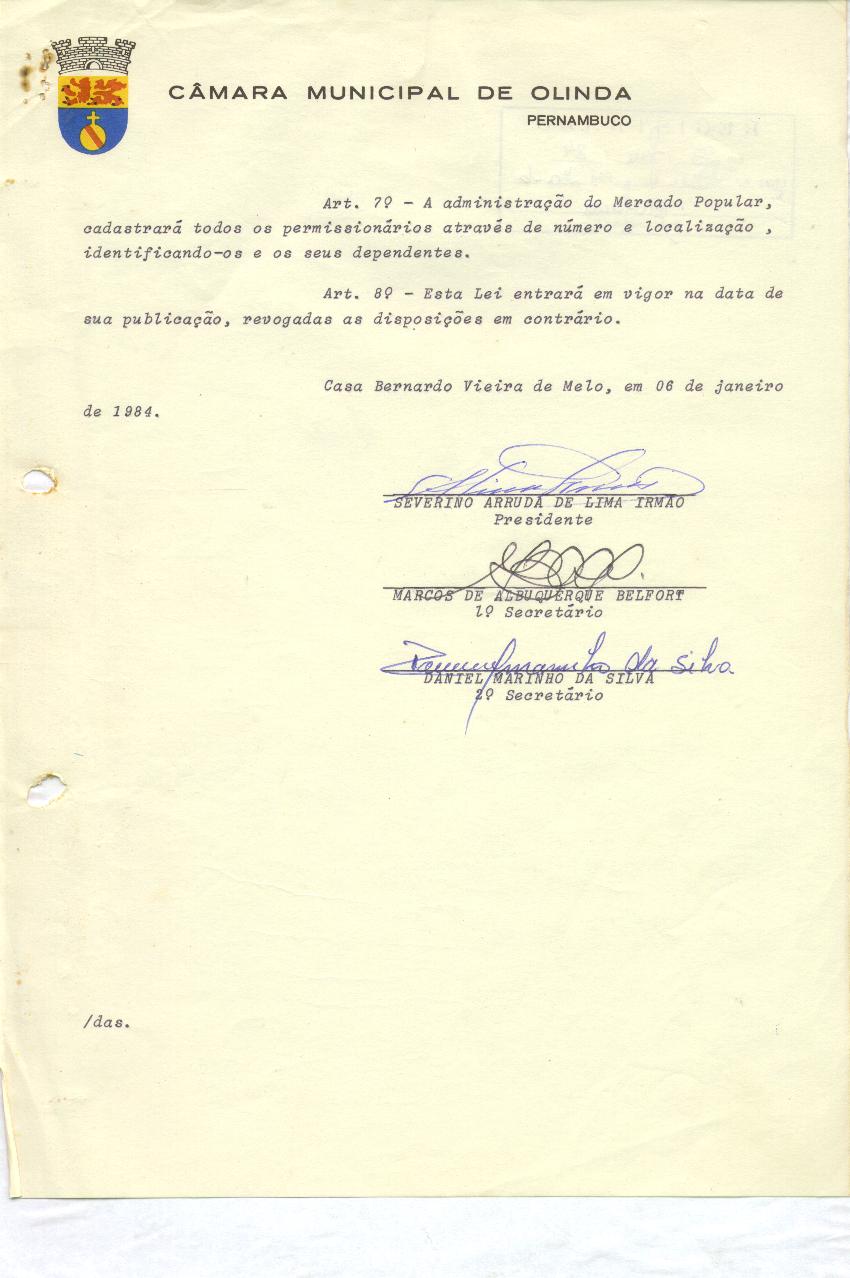 CÂMARA MUNICIPAL DE OLINDA
PERNAMBUCO
Art. 7º - A administração do Mercado Popular,
cadastrará todos os permissionários através de número e localização ,
identificando-os e os seus dependentes.
Art. 8º - Esta Lei entrará em vigor na data de
sua publicação, revogadas as disposições em contrário.
Casa Bernardo Vieira de Melo, em 06 de janeiro
de 1984.
SEVERINO ARRUDA DE LIMA IRMÃO
Presidente
MARCOS DE ALBUQUERQUE BELFORT
1º Secretário
da Silva
DANIEL MARINHO DA SILVA
2º Secretário
/das.